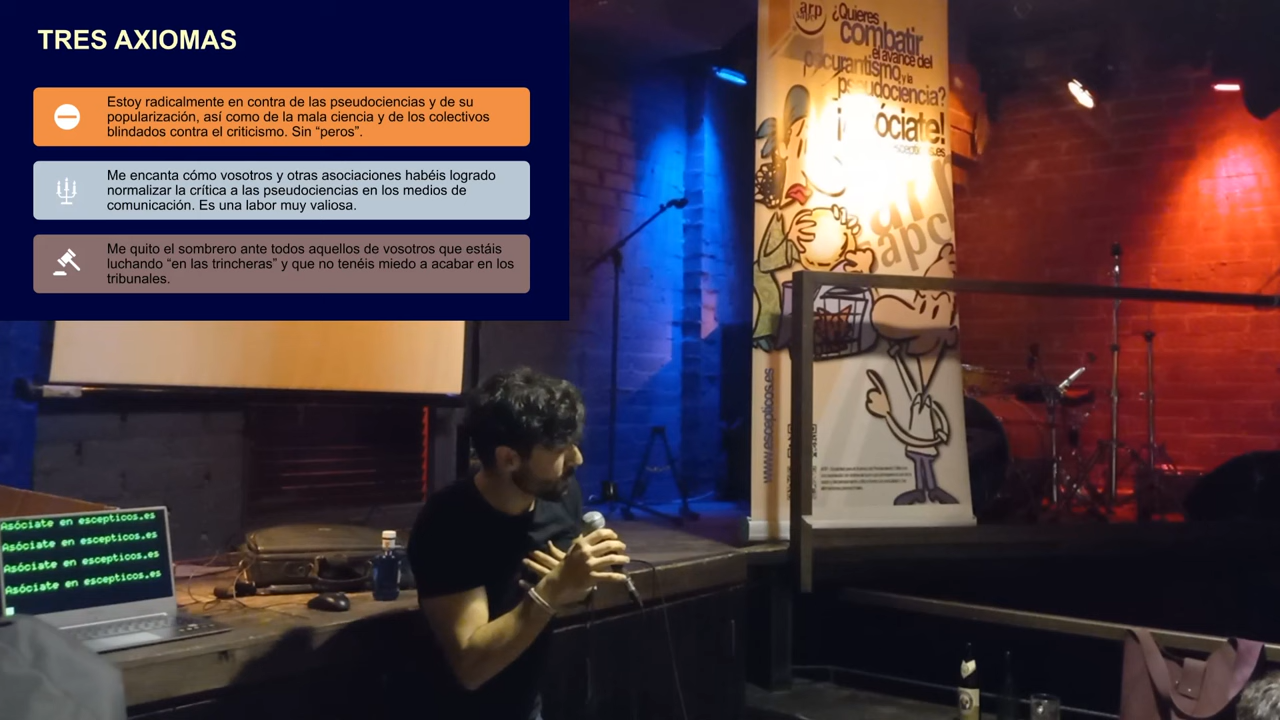 TRES AXIOMAS
Estoy radicalmente en contra de las pseudociencias y de su
popularización, así como de la mala ciencia y de los colectivos
blindados contra el criticismo. Sin “peros”.
Me encanta cómo vosotros y otras asociaciones habéis logrado
normalizar la crítica a las pseudociencias en los medios de
comunicación. Es una labor muy valiosa.
Me quito el sombrero ante todos aquellos de vosotros que estáis
luchando “en las trincheras” y que no tenéis miedo a acabar en los
tribunales.
arp
¿Quieres
combatir
el avance del
y la
pseudociencia?
sapc
www.escepticos.es
Asóciate en escepticos.es
Asóciate en escepticos.es
Asóciate en escepticos.es
Asóciate en escepticos.es